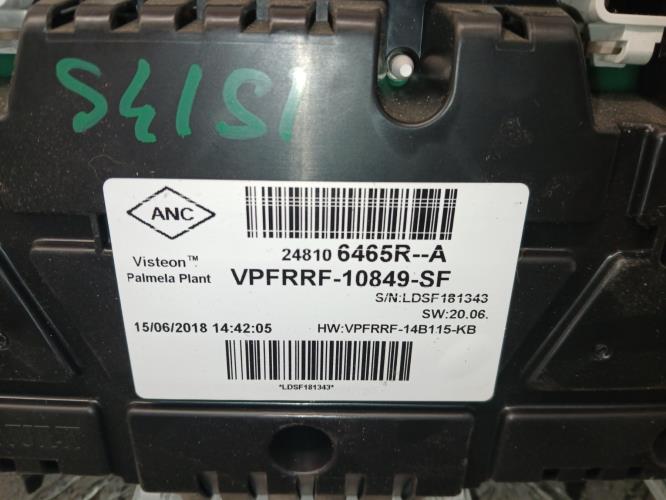 ANC
24810 6465R--A
Visteon™
Palmela Plant
VPFRRF-10849-SF
S/N:LDSF181343
SW:20.06.
15/06/2018 14:42:05
HW:VPFRRF-14B115-KB
*LDSF181343*